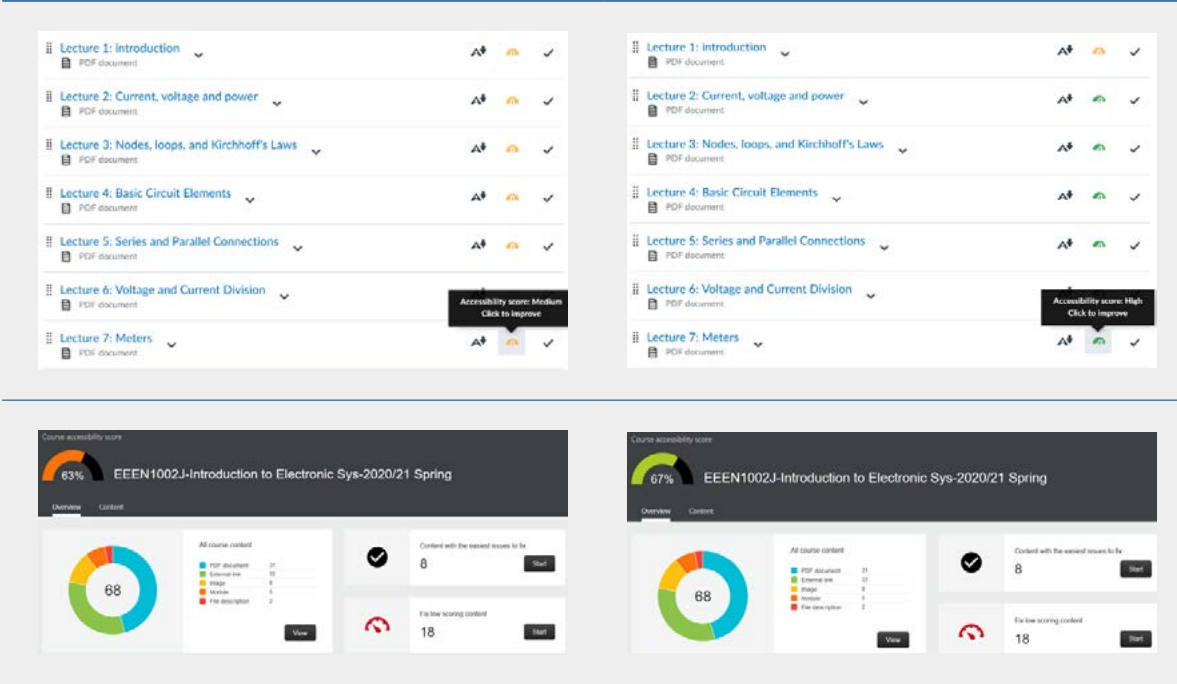 Lecture 1: introduction
PDF document
Lecture 2: Current, voltage and power
PDF document
Lecture 3: Nodes, loops, and Kirchhoff's Laws
PDF document
Lecture 4: Basic Circuit Elements
PDF document
Lecture 5: Series and Parallel Connections
PDF document
Lecture 6: Voltage and Current Division
PDF document
Accessibility score: Medium
Click to improve
Lecture 7: Meters
PDF document
Lecture 1: introduction
PDF document
Lecture 2: Current, voltage and power
PDF document
Lecture 3: Nodes, loops, and Kirchhoff's Laws
PDF document
Lecture 4: Basic Circuit Elements
PDF document
Lecture 5: Series and Parallel Connections
PDF document
Lecture 6: Voltage and Current Division
PDF document
Accessibility score: High
Click to improve
Lecture 7: Meters
PDF document
Course accessibility score
63%
EEEN1002J-Introduction to Electronic Sys-2020/21 Spring
Overview Content
68
All course content
PDF document
External link
Image
Module
File description 2
View
Content with the easiest issues to fix
8
Start
Fix low scoring content
18
Start
Course accessibility score
67%
EEEN1002J-Introduction to Electronic Sys-2020/21 Spring
Overview Content
68
All course content
PDF document
External link
Image
Module
File description 2
View
Content with the easiest issues to fix
8
Start
Fix low scoring content
18
Start